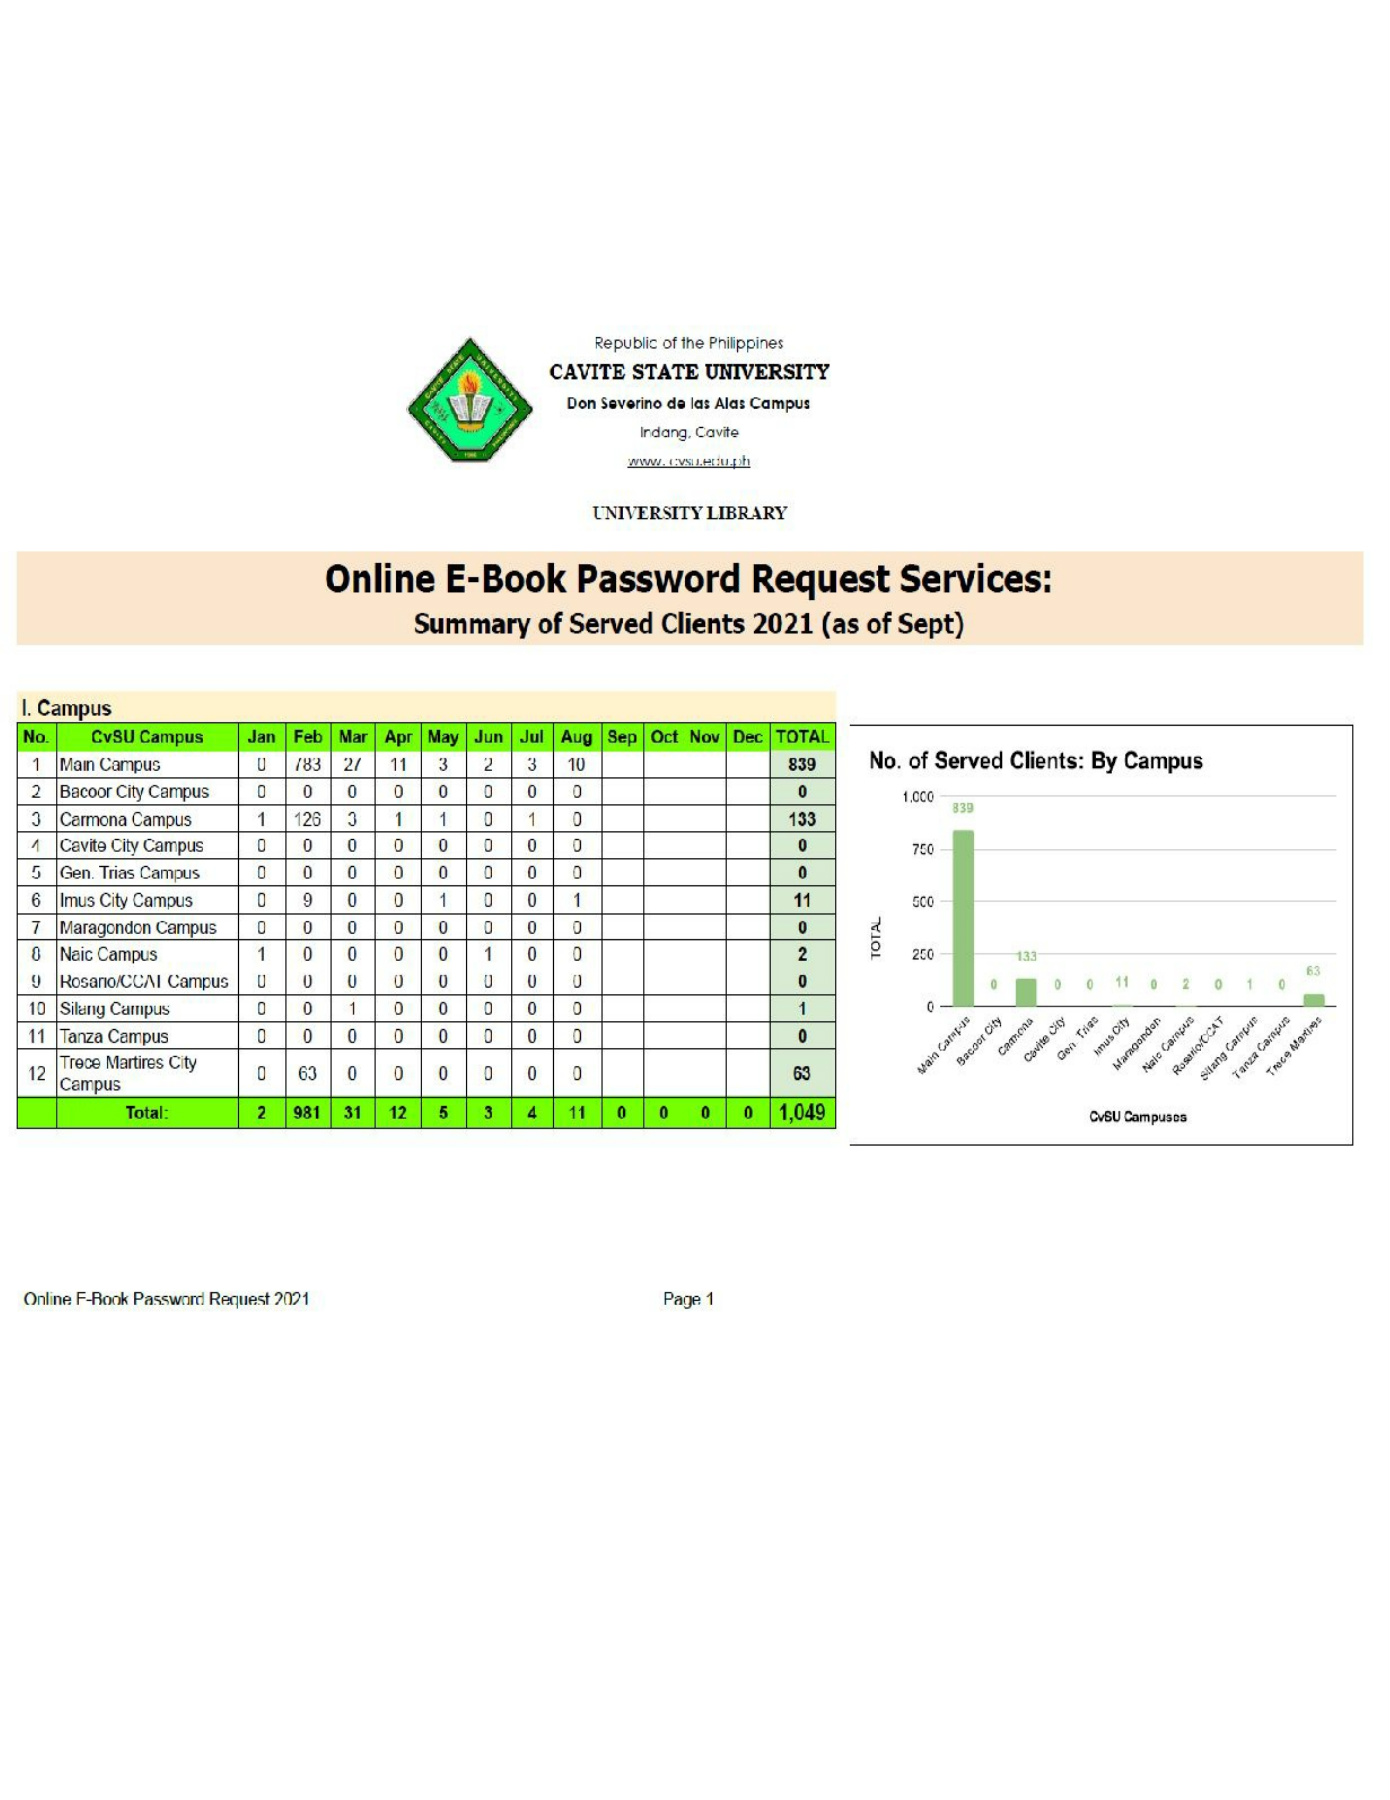 Republic of the Philippines
CAVITE STATE UNIVERSITY
Don Severino de las Alas Campus
Indang, Cavite
www.cvsu.edu.ph
UNIVERSITY LIBRARY
Online E-Book Password Request Services:
Summary of Served Clients 2021 (as of Sept)
I. Campus
No. CvSU Campus Jan Feb Mar Apr May Jun Jul Aug Sep Oct Nov Dec TOTAL
1 Main Campus 0 783 27 11 3 2 3 10 839
2 Bacoor City Campus 0 0 0 0 0 0 0 0 0
3 Carmona Campus 1 126 3 1 1 0 1 0 133
4 Cavite City Campus 0 0 0 0 0 0 0 0 0
5 Gen. Trias Campus 0 0 0 0 0 0 0 0 0
6 Imus City Campus 0 9 0 0 1 0 0 1 11
7 Maragondon Campus 0 0 0 0 0 0 0 0 0
8 Naic Campus 1 0 0 0 0 1 0 0 2
9 Rosario/CCAT Campus 0 0 0 0 0 0 0 0 0
10 Silang Campus 0 0 1 0 0 0 0 0 1
11 Tanza Campus 0 0 0 0 0 0 0 0 0
12 Trece Martires City
Campus 0 63 0 0 0 0 0 0 63
Total: 2 981 31 12 5 3 4 11 0 0 0 0 1,049
No. of Served Clients: By Campus
1,000
750
500
250
0
TOTAL
839 0 133 0 0 11 0 2 0 1 0 63
Main Campus
Bacoor City
Carmona
Cavite City
Gen. Trias
Imus City
Maragondon
Naic Campus
Rosario/CCAT
Silang Campus
Tanza Campus
Trece Martires
CvSU Campuses
Online E-Book Password Request 2021
Page 1